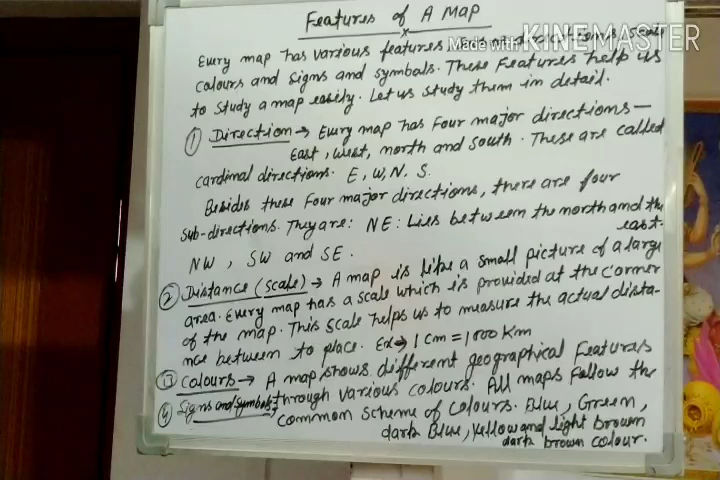 Features of A Map
Made with KINEMASTER
Every map has various features
colours and signs and symbols. These Features help us
to study a map easily. Let us study them in detail.
① Direction → Every map has Four major directions —
East, west, north and south. These are called
cardinal directions. E, W, N, S.
Besides these Four major directions, there are four
sub-directions. They are: NE: Lies between the north and the
east.
NW, SW and SE.
② Distance (scale) → A map is like a small picture of a large
area. Every map has a scale which is provided at the corner
of the map. This scale helps us to measure the actual dista-
nce between to place. Ex→ 1 cm = 1000 Km
Colours → A map shows different geographical Features
④ Signs and symbols through various colours. All maps Follow the
common scheme of colours. Blue, Green,
dark Blue, yellow and light brown
dark brown colour.